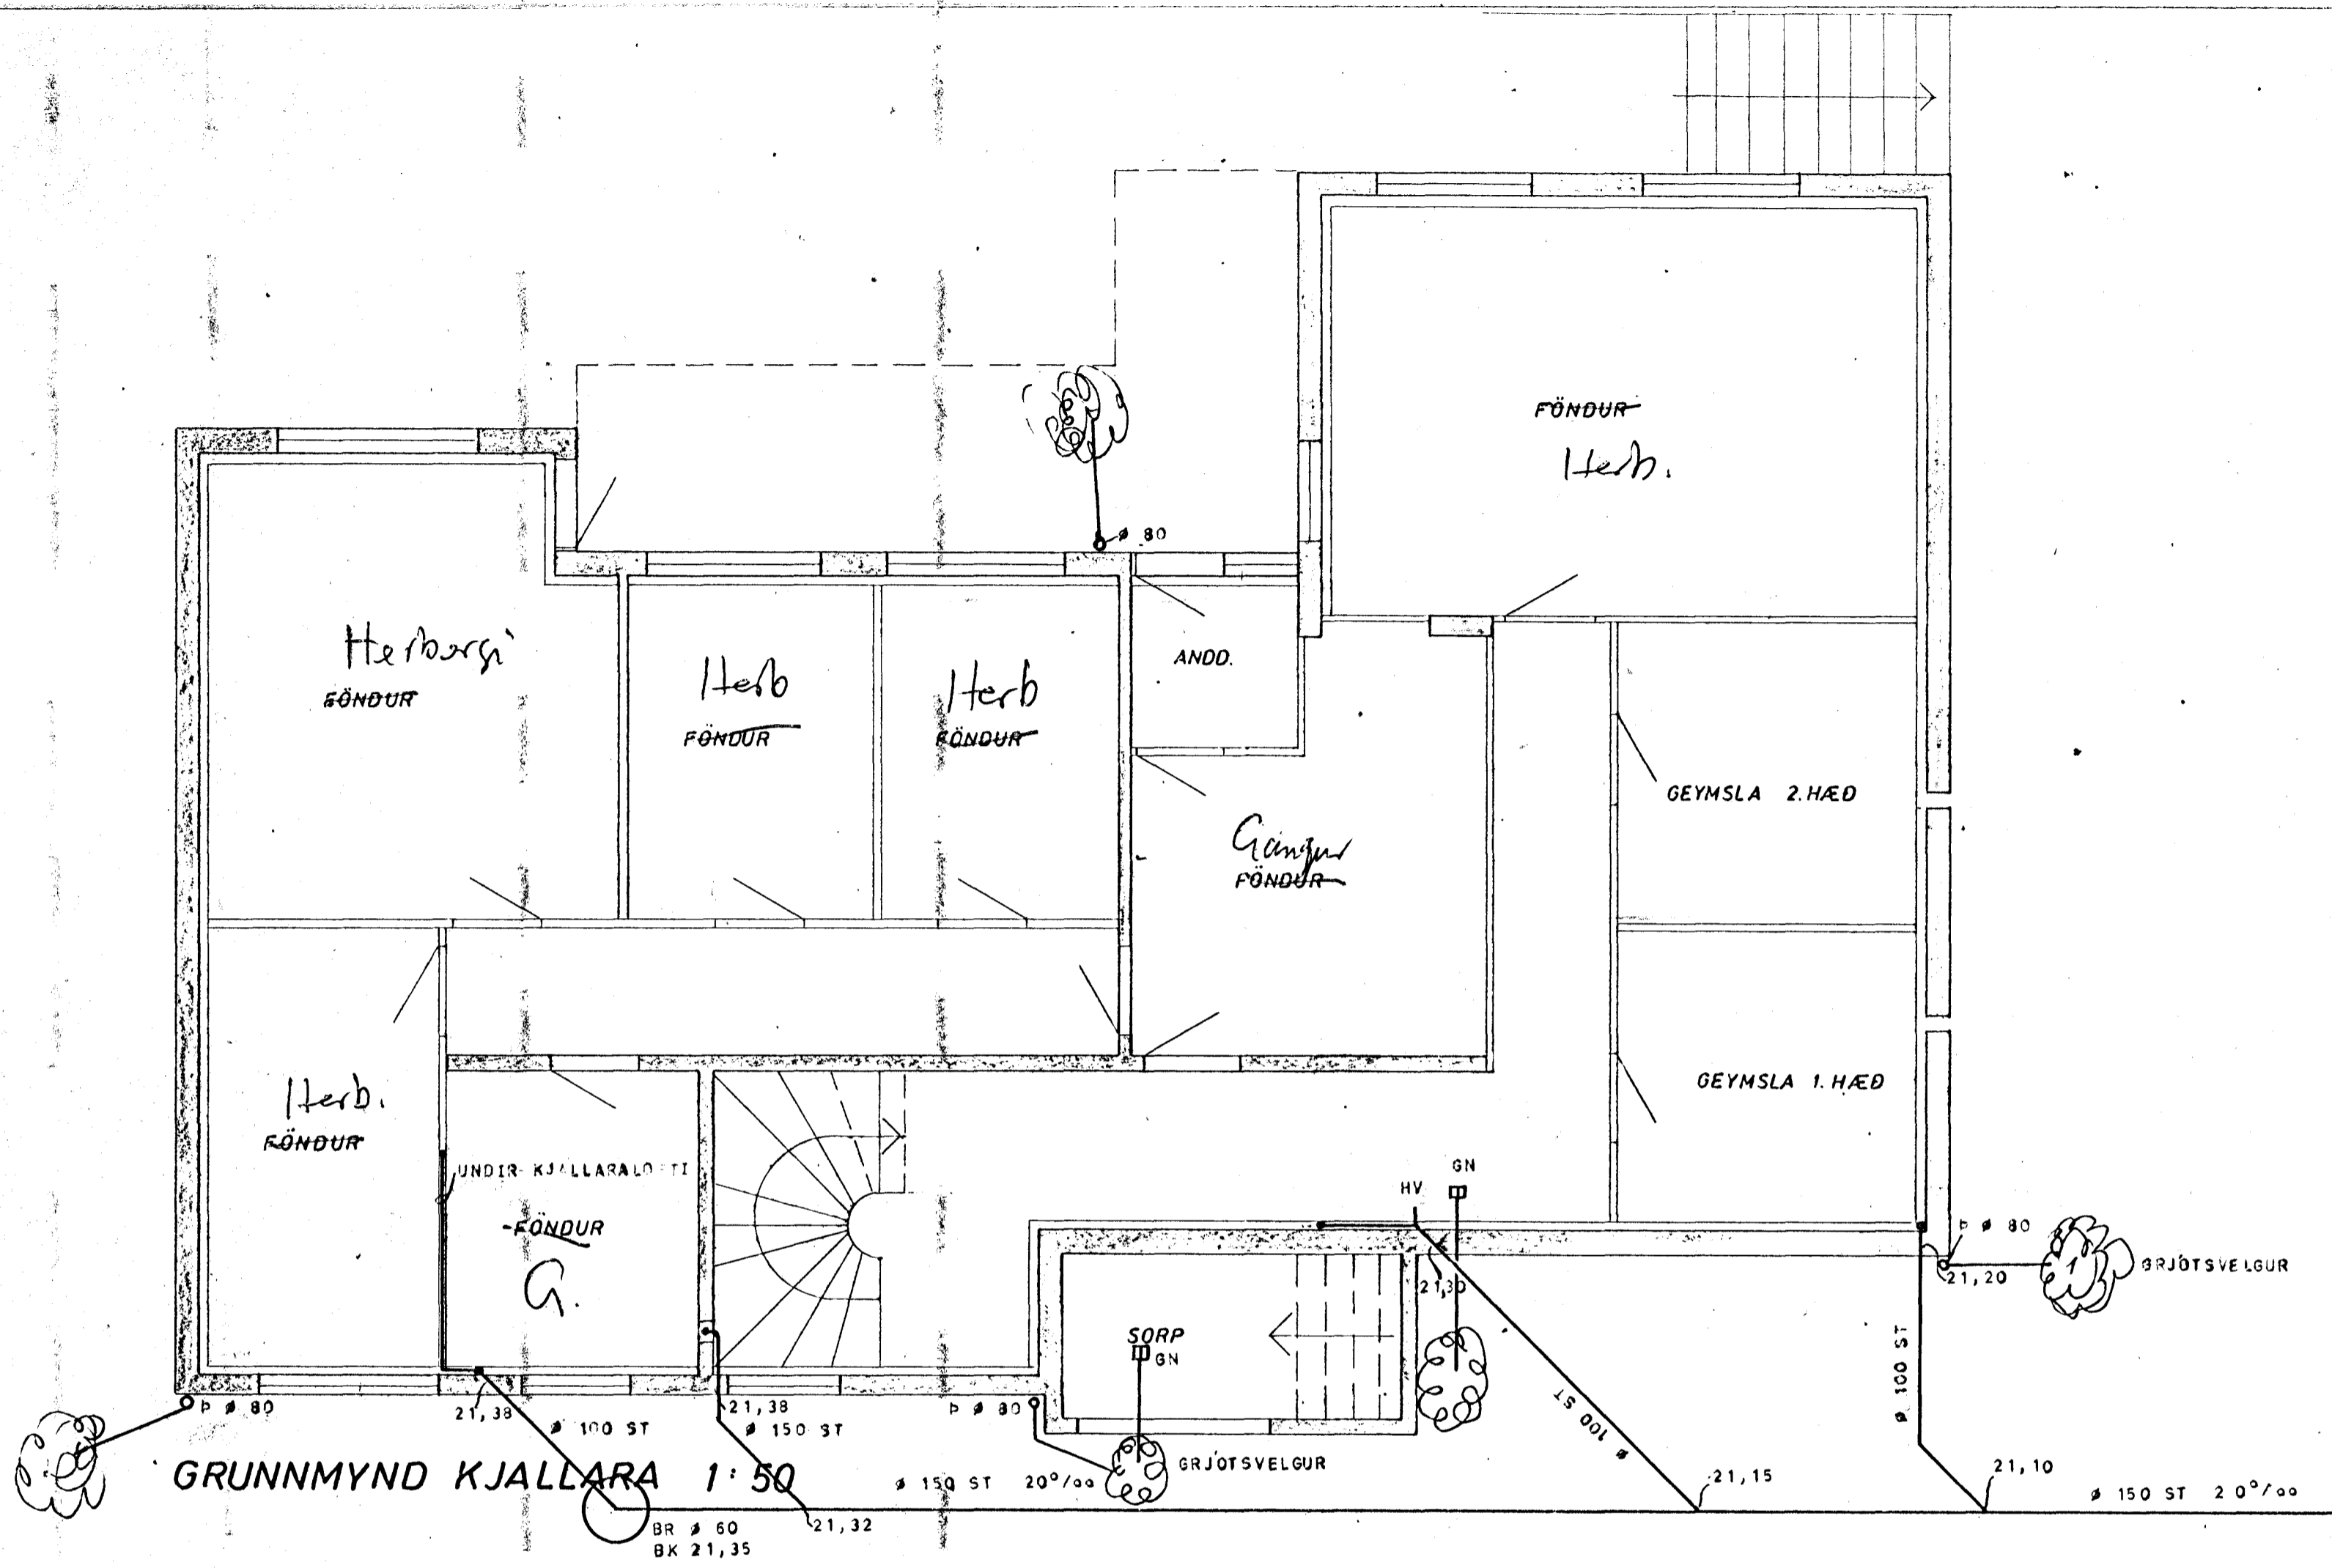 FÖNDUR
Herb.
Ø 80
Herbergi
FÖNDUR
Herb
FÖNDUR
Herb
FÖNDUR
ANDD.
GEYMSLA 2.HÆÐ
Gangur
FÖNDUR
GEYMSLA 1.HÆÐ
Herb.
FÖNDUR
UNDIR KJALLARALOFTI
FÖNDUR
G.
GN
HV
Þ Ø 80
21,30
21,20
GRJÓTSVELGUR
SORP
GN
Ø 100 ST
Ø 100 ST
Þ Ø 80
21,38
Ø 100 ST
21,38
Ø 150 ST
Þ Ø 80
GRJÓTSVELGUR
GRUNNMYND KJALLARA 1:50
Ø 150 ST 20°/oo
21,15
21,10
Ø 150 ST 20°/oo
BR Ø 60
BK 21,35
21,32